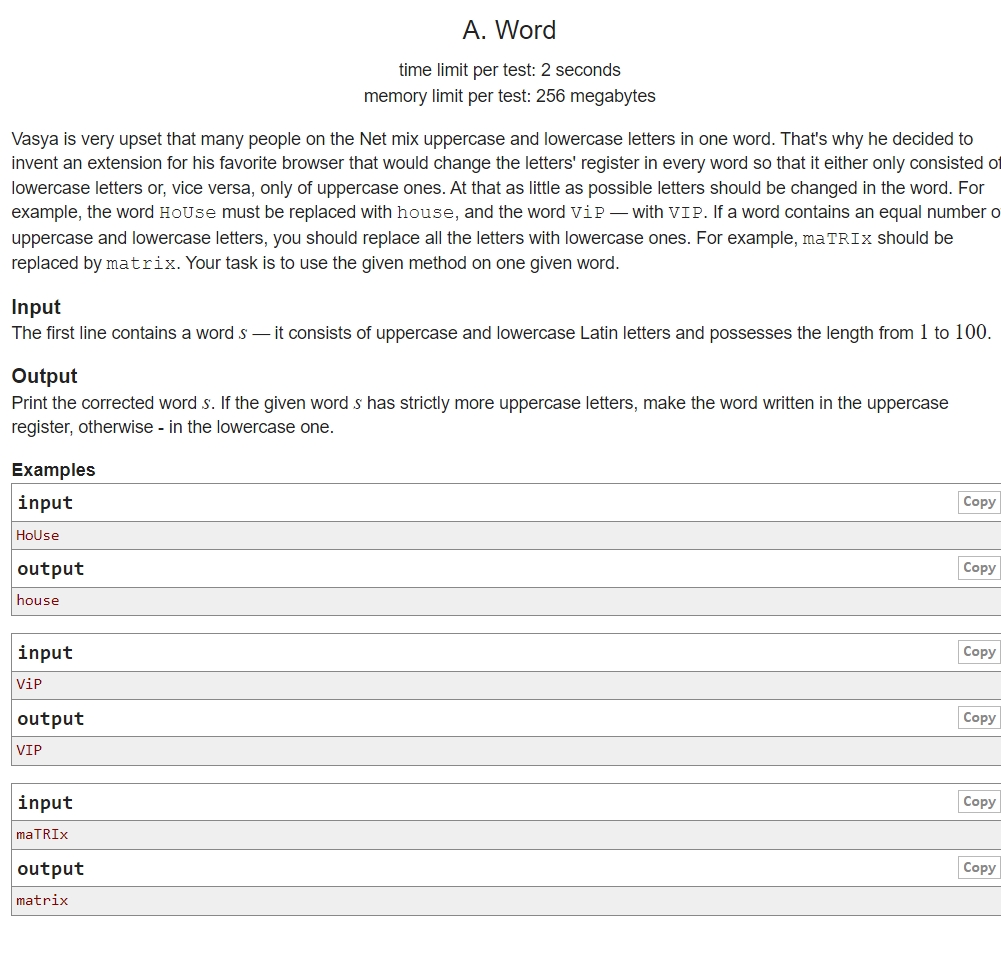 A. Word
time limit per test: 2 seconds
memory limit per test: 256 megabytes
Vasya is very upset that many people on the Net mix uppercase and lowercase letters in one word. That's why he decided to
invent an extension for his favorite browser that would change the letters' register in every word so that it either only consisted of
lowercase letters or, vice versa, only of uppercase ones. At that as little as possible letters should be changed in the word. For
example, the word HoUse must be replaced with house, and the word ViP — with VIP. If a word contains an equal number o
uppercase and lowercase letters, you should replace all the letters with lowercase ones. For example, maTRIx should be
replaced by matrix. Your task is to use the given method on one given word.
Input
The first line contains a word s — it consists of uppercase and lowercase Latin letters and possesses the length from 1 to 100.
Output
Print the corrected word s. If the given word s has strictly more uppercase letters, make the word written in the uppercase
register, otherwise - in the lowercase one.
Examples
input Copy
HoUse
output Copy
house
input Copy
ViP
output Copy
VIP
input Copy
maTRIx
output Copy
matrix